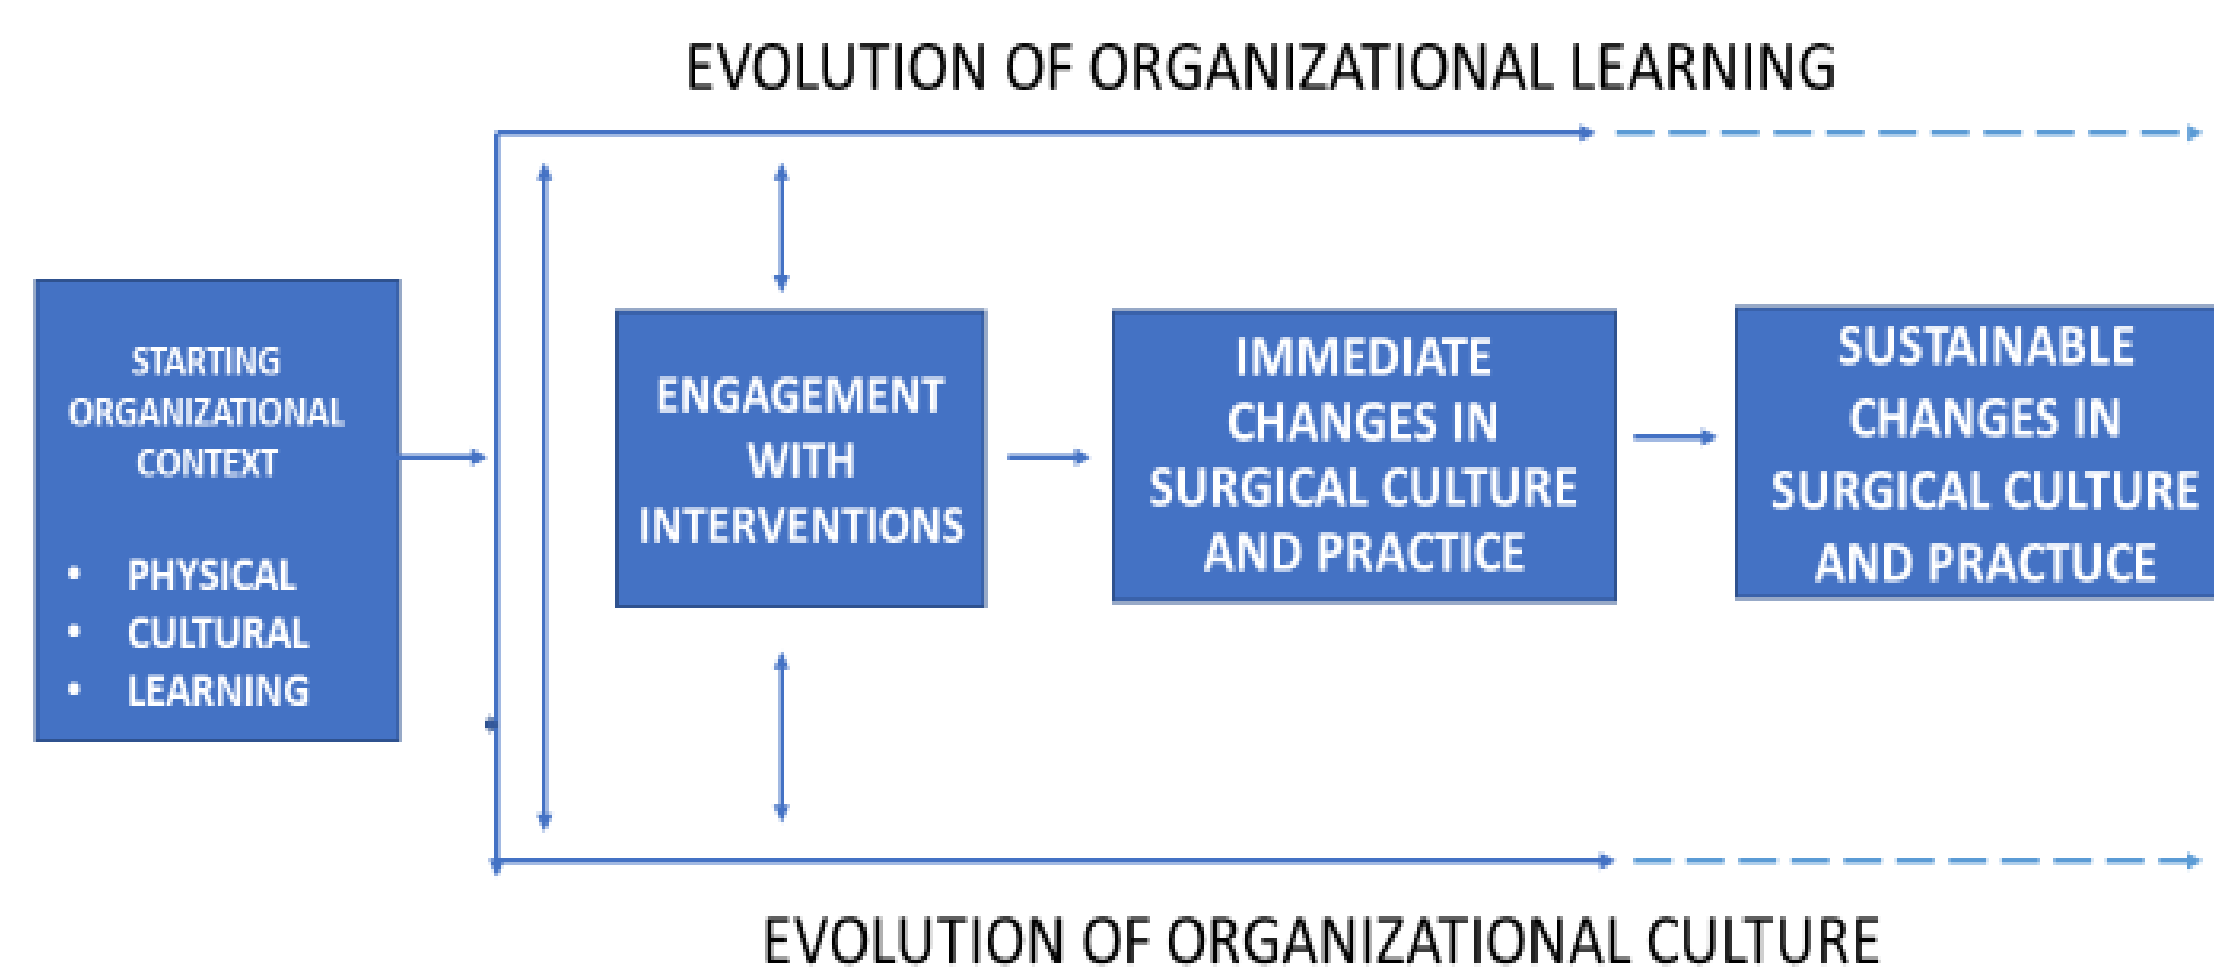 EVOLUTION OF ORGANIZATIONAL LEARNING
STARTING
ORGANIZATIONAL
CONTEXT
• PHYSICAL
• CULTURAL
• LEARNING
ENGAGEMENT
WITH
INTERVENTIONS
IMMEDIATE
CHANGES IN
SURGICAL CULTURE
AND PRACTICE
SUSTAINABLE
CHANGES IN
SURGICAL CULTURE
AND PRACTUCE
EVOLUTION OF ORGANIZATIONAL CULTURE